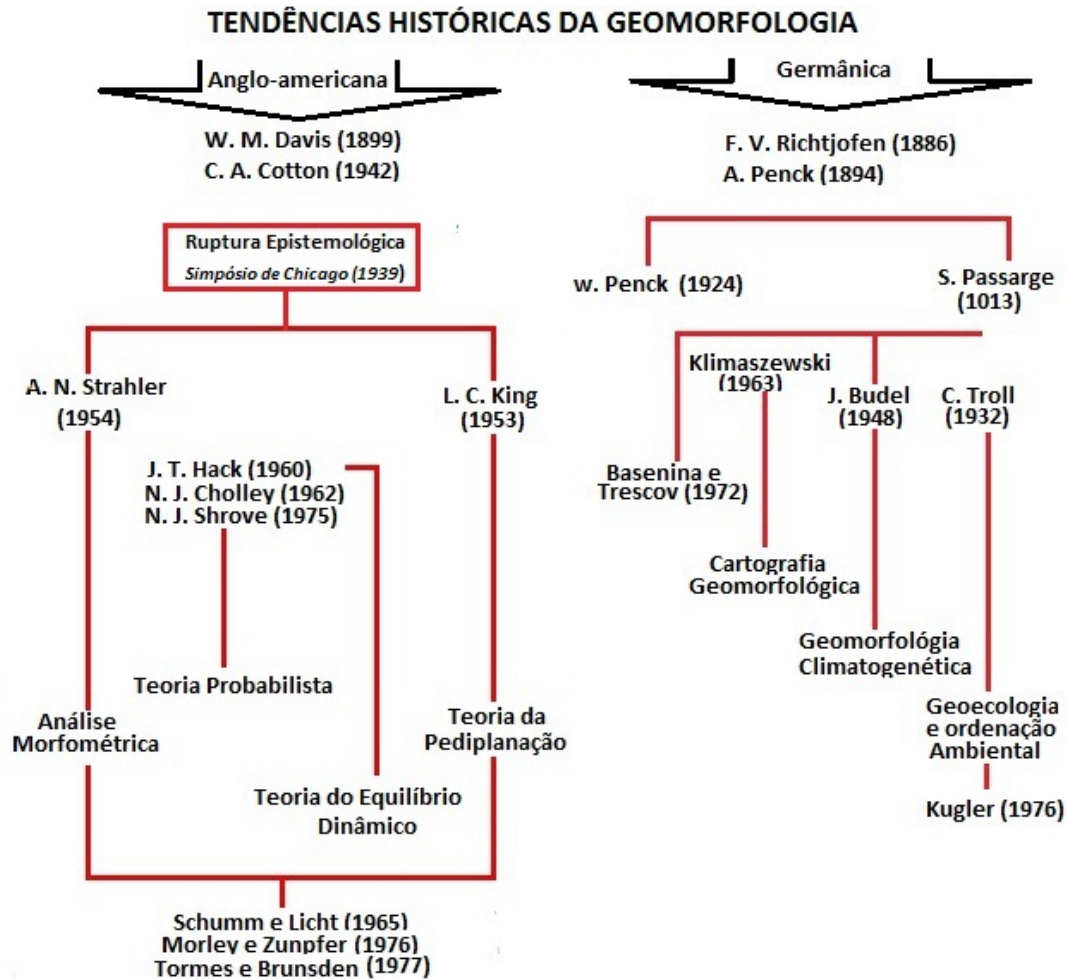 TENDÊNCIAS HISTÓRICAS DA GEOMORFOLOGIA
Anglo-americana
W. M. Davis (1899)
C. A. Cotton (1942)
Ruptura Epistemológica
Simpósio de Chicago (1939)
A. N. Strahler
(1954)
L. C. King
(1953)
J. T. Hack (1960)
N. J. Cholley (1962)
N. J. Shrove (1975)
Teoria Probabilista
Análise
Morfométrica
Teoria da
Pediplanação
Teoria do Equilíbrio
Dinâmico
Schumm e Licht (1965)
Morley e Zunpfer (1976)
Tormes e Brunsden (1977)
Germânica
F. V. Richtjofen (1886)
A. Penck (1894)
w. Penck (1924)
S. Passarge
(1013)
Klimaszewski
(1963)
J. Budel
(1948)
C. Troll
(1932)
Basenina e
Trescov (1972)
Cartografia
Geomorfológica
Geomorfológia
Climatogenética
Geoecologia
e ordenação
Ambiental
Kugler (1976)